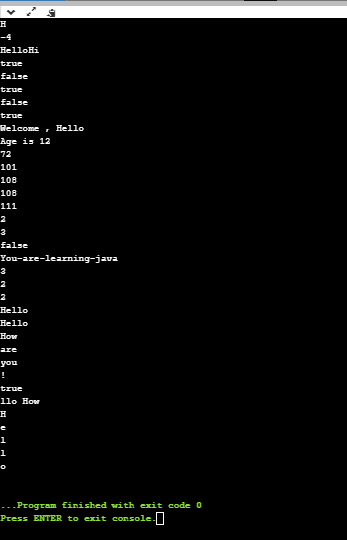 H
-4
HelloHi
true
false
true
false
true
Welcome , Hello
Age is 12
72
101
108
108
111
2
3
false
You-are-learning-java
3
2
2
Hello
Hello
How
are
you
!
true
llo How
H
e
l
l
o
...Program finished with exit code 0
Press ENTER to exit console.